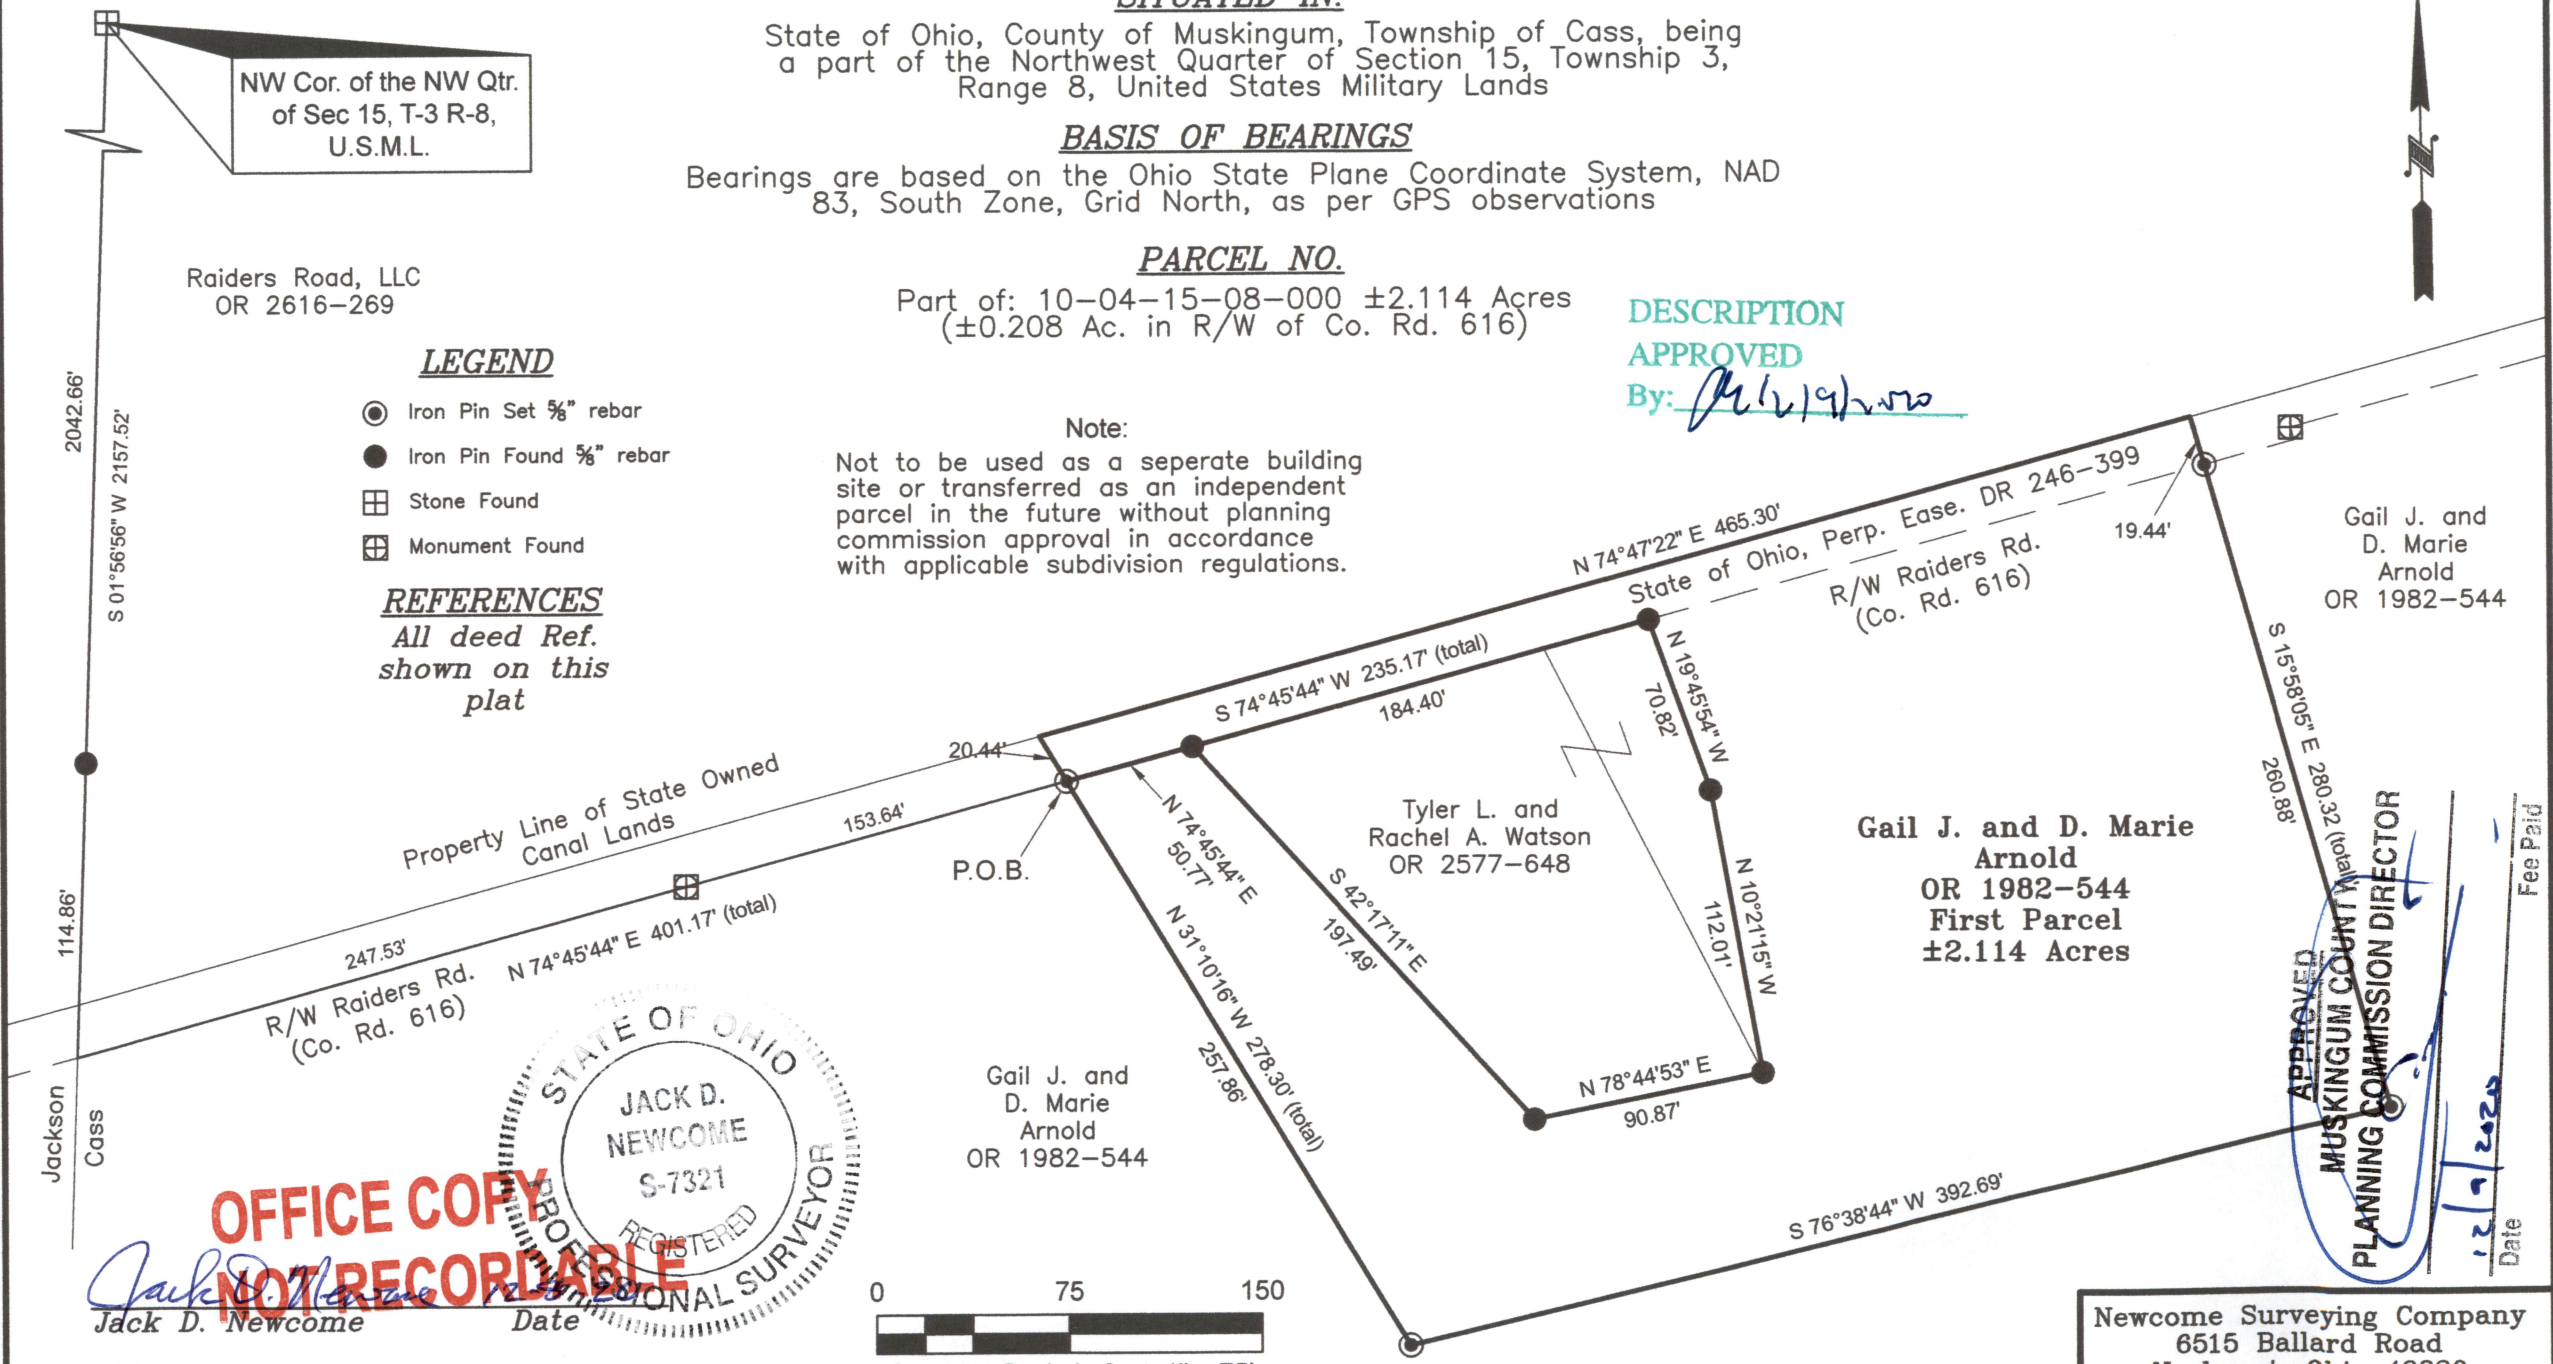 SITUATED IN:
State of Ohio, County of Muskingum, Township of Cass, being
a part of the Northwest Quarter of Section 15, Township 3,
Range 8, United States Military Lands
BASIS OF BEARINGS
Bearings are based on the Ohio State Plane Coordinate System, NAD
83, South Zone, Grid North, as per GPS observations
PARCEL NO.
Part of: 10-04-15-08-000 ±2.114 Acres
(±0.208 Ac. in R/W of Co. Rd. 616)
NW Cor. of the NW Qtr.
of Sec 15, T-3 R-8,
U.S.M.L.
N
Raiders Road, LLC
OR 2616-269
2042.66'
S 01°56'56" W 2157.52'
114.86'
LEGEND
Iron Pin Set ⅝" rebar
Iron Pin Found ⅝" rebar
Stone Found
Monument Found
REFERENCES
All deed Ref.
shown on this
plat
Note:
Not to be used as a seperate building
site or transferred as an independent
parcel in the future without planning
commission approval in accordance
with applicable subdivision regulations.
DESCRIPTION
APPROVED
By:
N 74°47'22" E 465.30'
State of Ohio, Perp. Ease. DR 246-399
R/W Raiders Rd.
(Co. Rd. 616)
19.44'
Gail J. and
D. Marie
Arnold
OR 1982-544
S 15°58'05" E 280.32 (total)
260.88'
S 74°45'44" W 235.17' (total)
184.40'
N 19°45'54" W
70.82'
20.44'
Property Line of State Owned
Canal Lands
153.64'
P.O.B.
N 74°45'44" E
50.77'
Tyler L. and
Rachel A. Watson
OR 2577-648
S 42°17'11" E
197.49'
N 10°21'15" W
112.01'
Gail J. and D. Marie
Arnold
OR 1982-544
First Parcel
±2.114 Acres
247.53'
N 74°45'44" E 401.17' (total)
R/W Raiders Rd.
(Co. Rd. 616)
N 31°10'16" W 278.30' (total)
257.86'
Gail J. and
D. Marie
Arnold
OR 1982-544
N 78°44'53" E
90.87'
S 76°38'44" W 392.69'
Jackson
Cass
STATE OF OHIO
JACK D.
NEWCOME
S-7321
REGISTERED
PROFESSIONAL SURVEYOR
OFFICE COPY
NOT RECORDABLE
Jack D. Newcome
Jack D. Newcome
Date
0 75 150
APPROVED
MUSKINGUM COUNTY
PLANNING COMMISSION DIRECTOR
12/9/2020
Date
Fee Paid
Newcome Surveying Company
6515 Ballard Road